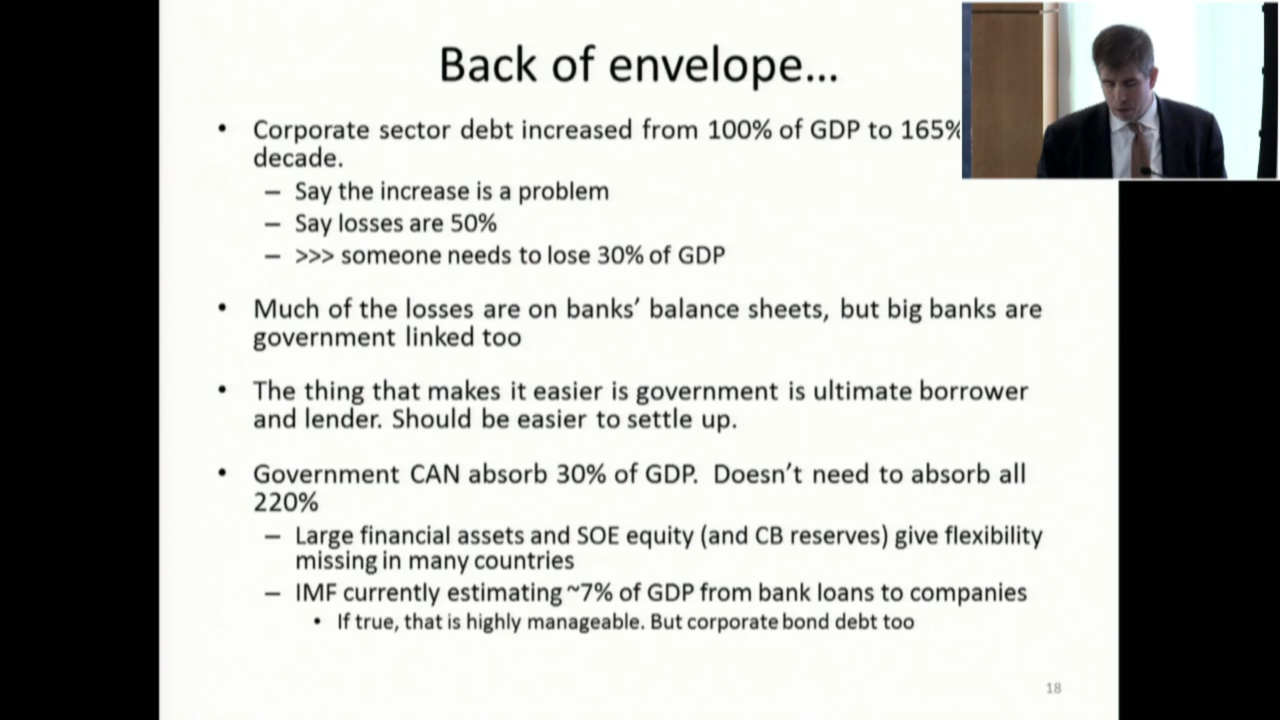 Back of envelope...
• Corporate sector debt increased from 100% of GDP to 165%
decade.
– Say the increase is a problem
– Say losses are 50%
– >>> someone needs to lose 30% of GDP
• Much of the losses are on banks' balance sheets, but big banks are
government linked too
• The thing that makes it easier is government is ultimate borrower
and lender. Should be easier to settle up.
• Government CAN absorb 30% of GDP. Doesn't need to absorb all
220%
– Large financial assets and SOE equity (and CB reserves) give flexibility
missing in many countries
– IMF currently estimating ~7% of GDP from bank loans to companies
• If true, that is highly manageable. But corporate bond debt too
18